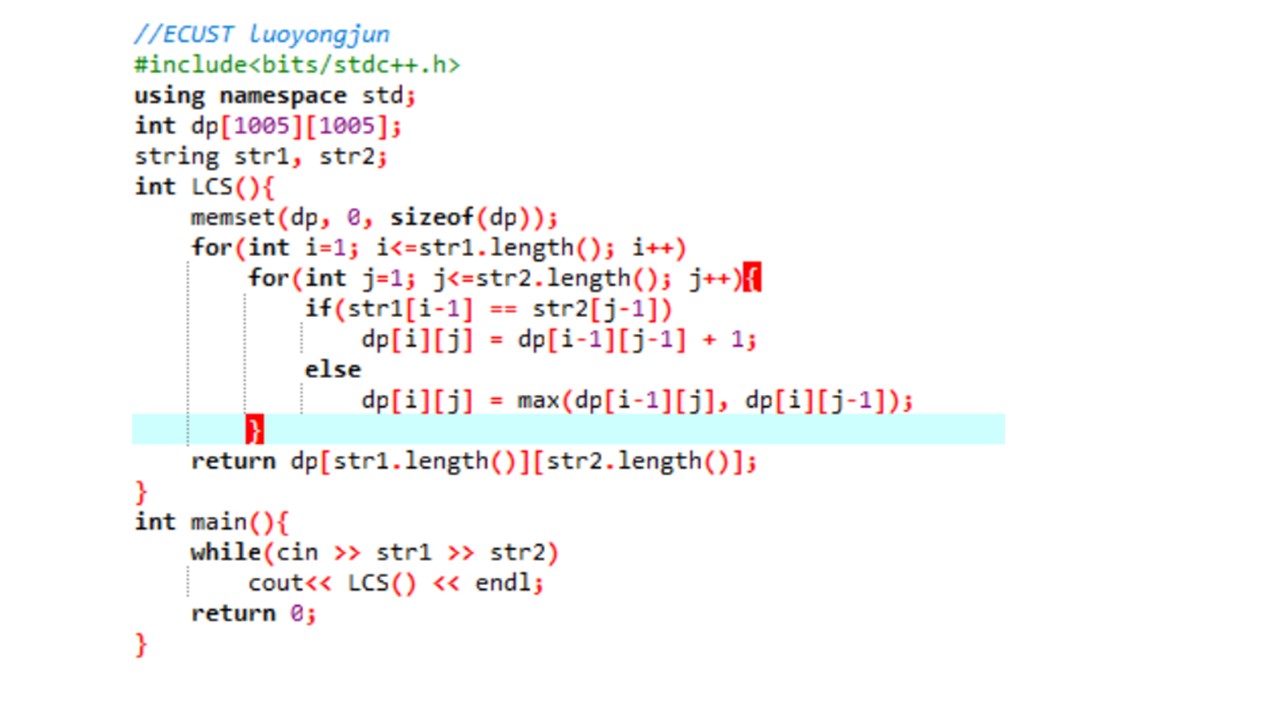 //ECUST luoyongjun
#include<bits/stdc++.h>
using namespace std;
int dp[1005][1005];
string str1, str2;
int LCS(){
    memset(dp, 0, sizeof(dp));
    for(int i=1; i<=str1.length(); i++)
        for(int j=1; j<=str2.length(); j++){
            if(str1[i-1] == str2[j-1])
                dp[i][j] = dp[i-1][j-1] + 1;
            else
                dp[i][j] = max(dp[i-1][j], dp[i][j-1]);
        }
    return dp[str1.length()][str2.length()];
}
int main(){
    while(cin >> str1 >> str2)
        cout<< LCS() << endl;
    return 0;
}